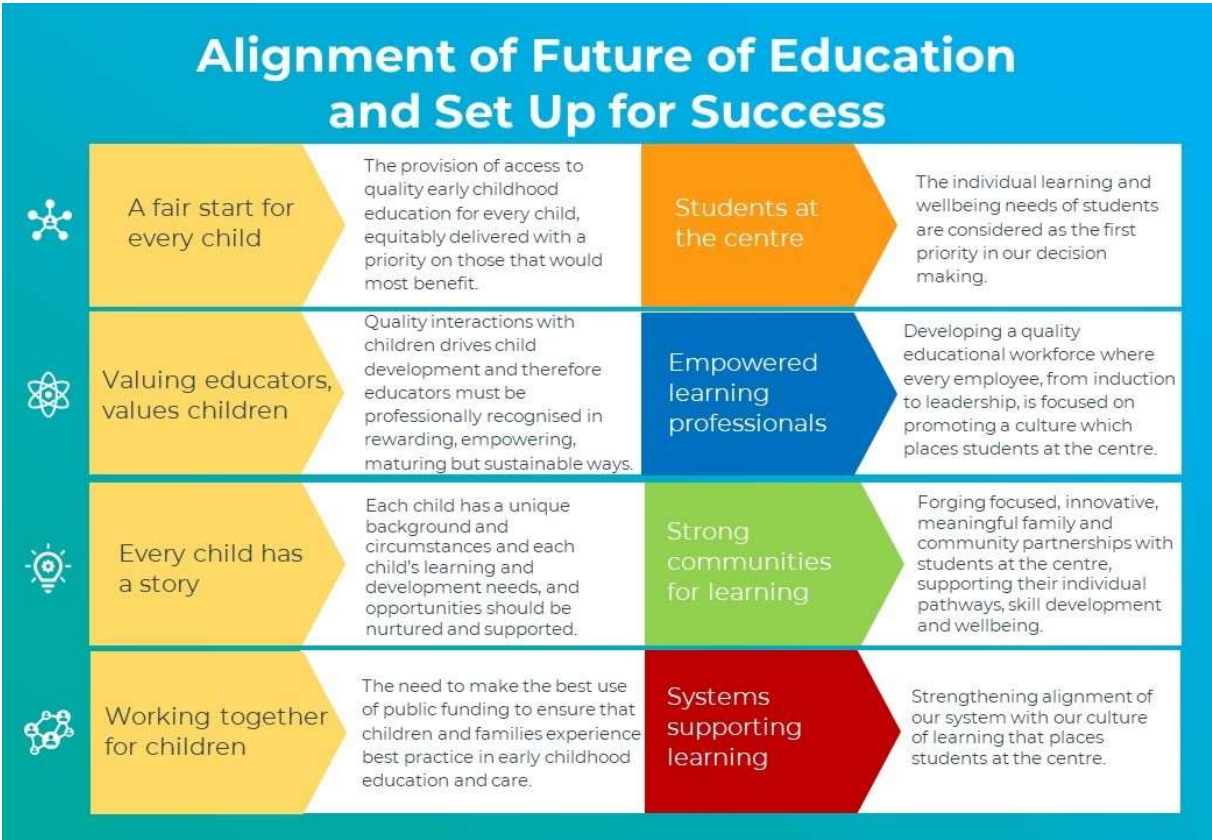 Alignment of Future of Education
and Set Up for Success
A fair start for
every child
The provision of access to
quality early childhood
education for every child,
equitably delivered with a
priority on those that would
most benefit.
Students at
the centre
The individual learning and
wellbeing needs of students
are considered as the first
priority in our decision
making.
Valuing educators,
values children
Quality interactions with
children drives child
development and therefore
educators must be
professionally recognised in
rewarding, empowering,
maturing but sustainable ways.
Empowered
learning
professionals
Developing a quality
educational workforce where
every employee, from induction
to leadership, is focused on
promoting a culture which
places students at the centre.
Every child has
a story
Each child has a unique
background and
circumstances and each
child's learning and
development needs, and
opportunities should be
nurtured and supported.
Strong
communities
for learning
Forging focused, innovative,
meaningful family and
community partnerships with
students at the centre,
supporting their individual
pathways, skill development
and wellbeing.
Working together
for children
The need to make the best use
of public funding to ensure that
children and families experience
best practice in early childhood
education and care.
Systems
supporting
learning
Strengthening alignment of
our system with our culture
of learning that places
students at the centre.